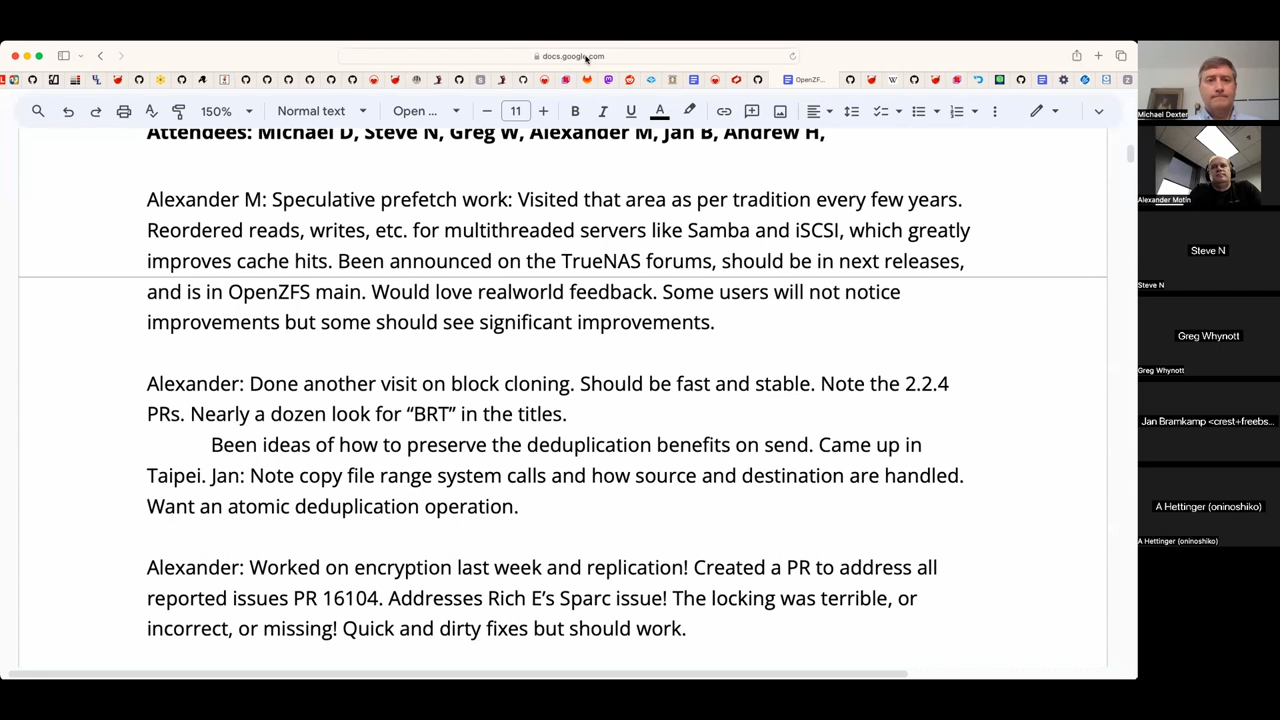 docs.google.com
OpenZF...
150%
Normal text
Open ...
11
Attendees: Michael D, Steve N, Greg W, Alexander M, Jan B, Andrew H,
Alexander M: Speculative prefetch work: Visited that area as per tradition every few years.
Reordered reads, writes, etc. for multithreaded servers like Samba and iSCSI, which greatly
improves cache hits. Been announced on the TrueNAS forums, should be in next releases,
and is in OpenZFS main. Would love realworld feedback. Some users will not notice
improvements but some should see significant improvements.
Alexander: Done another visit on block cloning. Should be fast and stable. Note the 2.2.4
PRs. Nearly a dozen look for “BRT” in the titles.
Been ideas of how to preserve the deduplication benefits on send. Came up in
Taipei. Jan: Note copy file range system calls and how source and destination are handled.
Want an atomic deduplication operation.
Alexander: Worked on encryption last week and replication! Created a PR to address all
reported issues PR 16104. Addresses Rich E’s Sparc issue! The locking was terrible, or
incorrect, or missing! Quick and dirty fixes but should work.
Michael Dexter
Alexander Motin
Steve N
Steve N
Greg Whynott
Greg Whynott
Jan Bramkamp <crest+freebs...
A Hettinger (oninoshiko)
A Hettinger (oninoshiko)